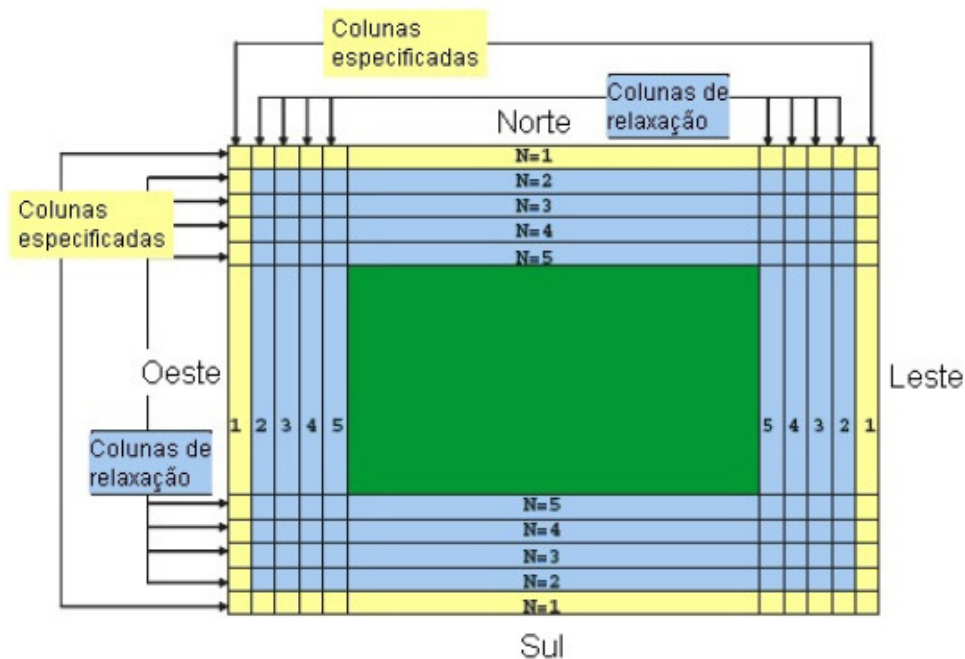 Colunas
especificadas
Colunas de
relaxação
Norte
N=1
N=2
N=3
N=4
N=5
Colunas
especificadas
Oeste
Leste
1 2 3 4 5
5 4 3 2 1
Colunas de
relaxação
N=5
N=4
N=3
N=2
N=1
Sul